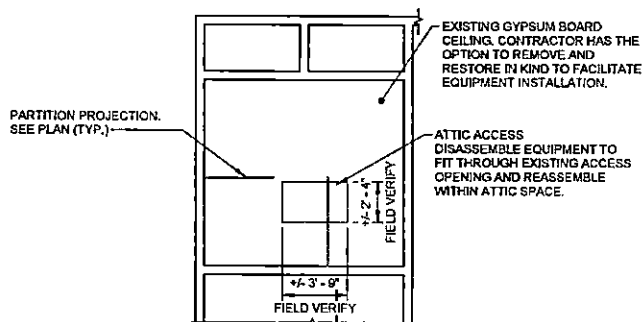 EXISTING GYPSUM BOARD
CEILING. CONTRACTOR HAS THE
OPTION TO REMOVE AND
RESTORE IN KIND TO FACILITATE
EQUIPMENT INSTALLATION.
PARTITION PROJECTION.
SEE PLAN (TYP.)
ATTIC ACCESS
DISASSEMBLE EQUIPMENT TO
FIT THROUGH EXISTING ACCESS
OPENING AND REASSEMBLE
WITHIN ATTIC SPACE.
+/- 2' - 4"
FIELD VERIFY
+/- 3' - 9"
FIELD VERIFY